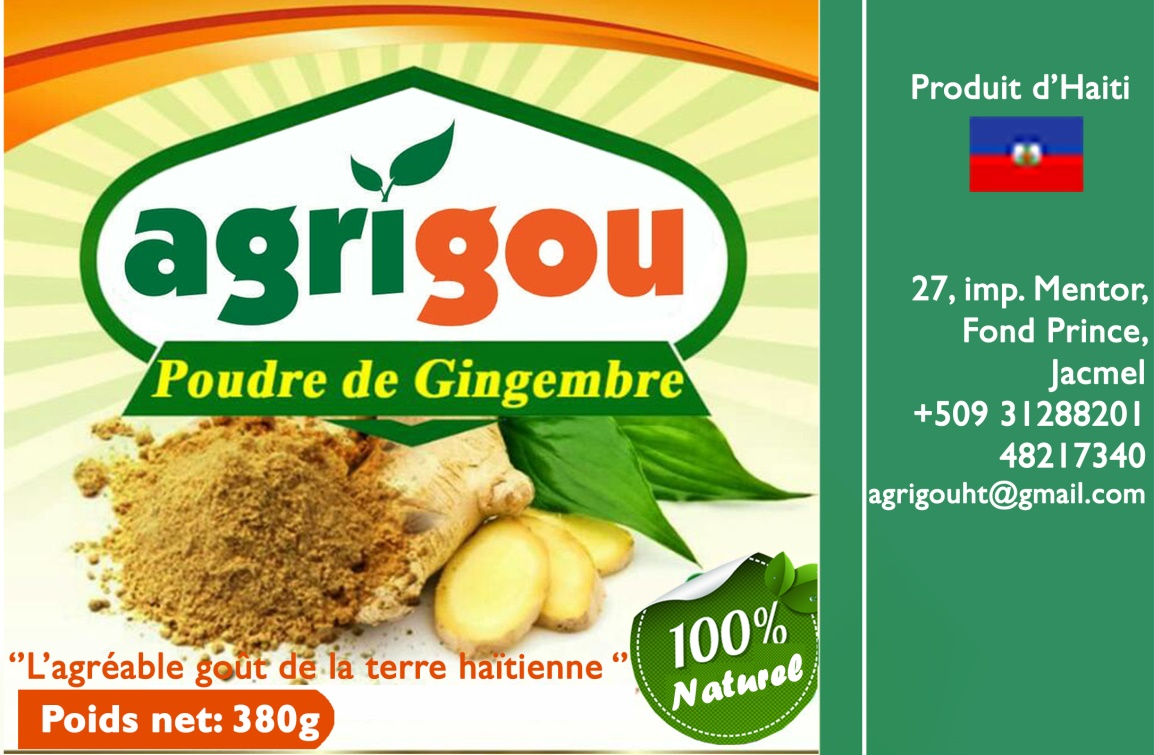 agrigou
Poudre de Gingembre
100%
Naturel
‘’L’agréable goût de la terre haïtienne ‘’
Poids net: 380g
Produit d’Haiti
27, imp. Mentor,
Fond Prince,
Jacmel
+509 31288201
48217340
agrigouht@gmail.com